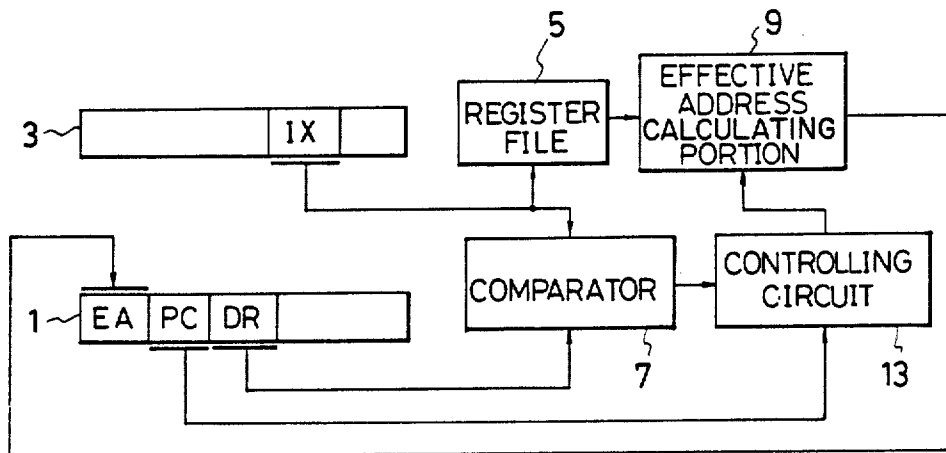 5
9
REGISTER
FILE
EFFECTIVE
ADDRESS
CALCULATING
PORTION
3
IX
COMPARATOR
CONTROLLING
CIRCUIT
1
EA PC DR
7
13